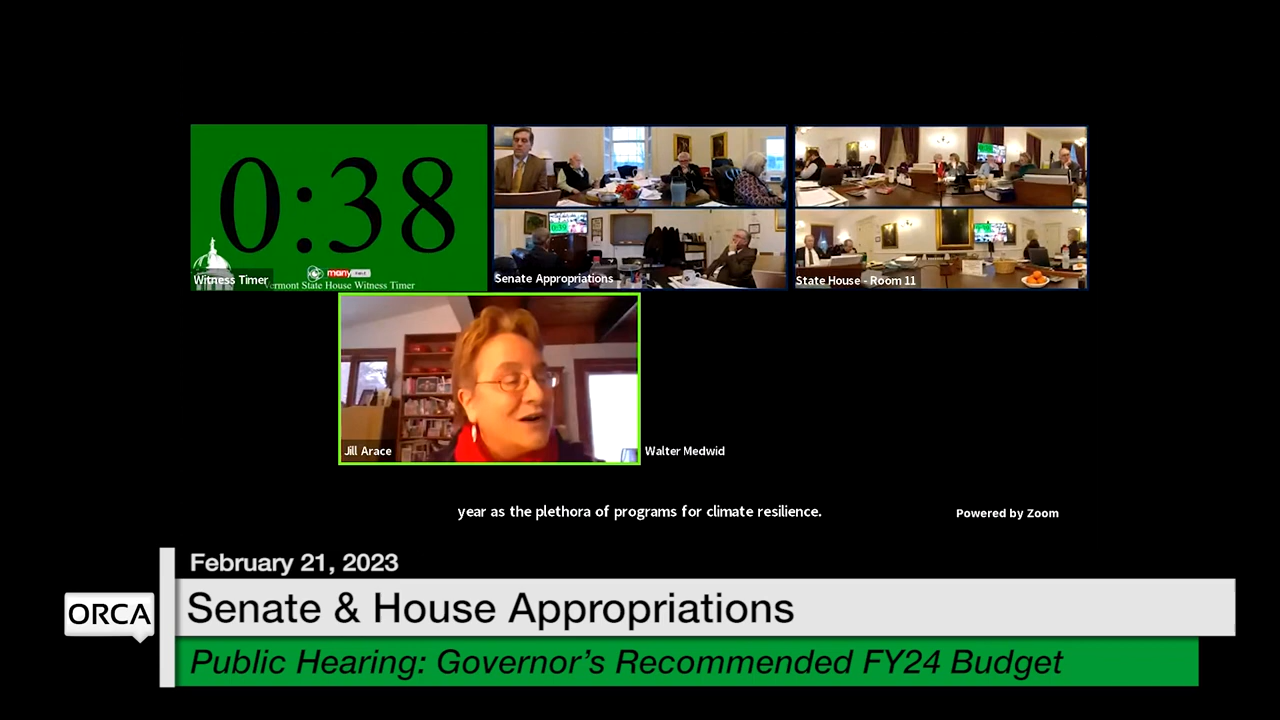 0:38
Witness Timer
many
ermont State House Witness Timer
Senate Appropriations
State House - Room 11
Jill Arace
Walter Medwid
year as the plethora of programs for climate resilience.
Powered by Zoom
February 21, 2023
ORCA
Senate & House Appropriations
Public Hearing: Governor's Recommended FY24 Budget